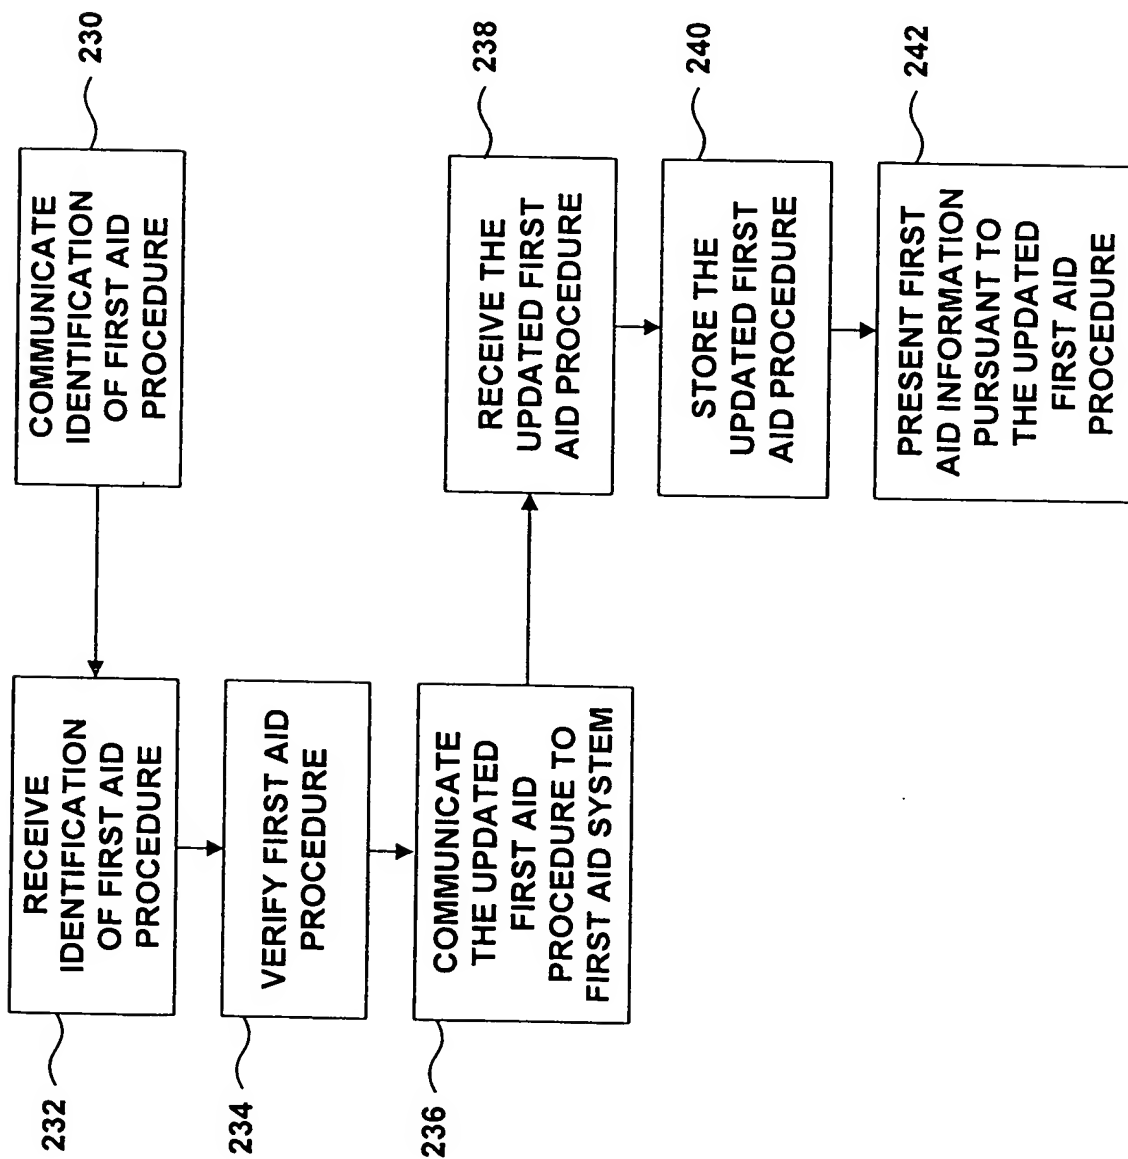 COMMUNICATE
IDENTIFICATION
OF FIRST AID
PROCEDURE
230
RECEIVE
IDENTIFICATION
OF FIRST AID
PROCEDURE
232
VERIFY FIRST AID
PROCEDURE
234
COMMUNICATE
THE UPDATED
FIRST AID
PROCEDURE TO
FIRST AID SYSTEM
236
RECEIVE THE
UPDATED FIRST
AID PROCEDURE
238
STORE THE
UPDATED FIRST
AID PROCEDURE
240
PRESENT FIRST
AID INFORMATION
PURSUANT TO
THE UPDATED
FIRST AID
PROCEDURE
242